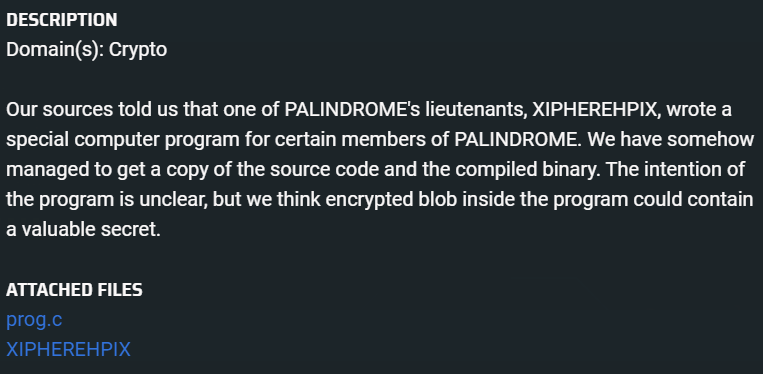 DESCRIPTION
Domain(s): Crypto
Our sources told us that one of PALINDROME's lieutenants, XIPHEREHPIX, wrote a
special computer program for certain members of PALINDROME. We have somehow
managed to get a copy of the source code and the compiled binary. The intention of
the program is unclear, but we think encrypted blob inside the program could contain
a valuable secret.
ATTACHED FILES
prog.c
XIPHEREHPIX